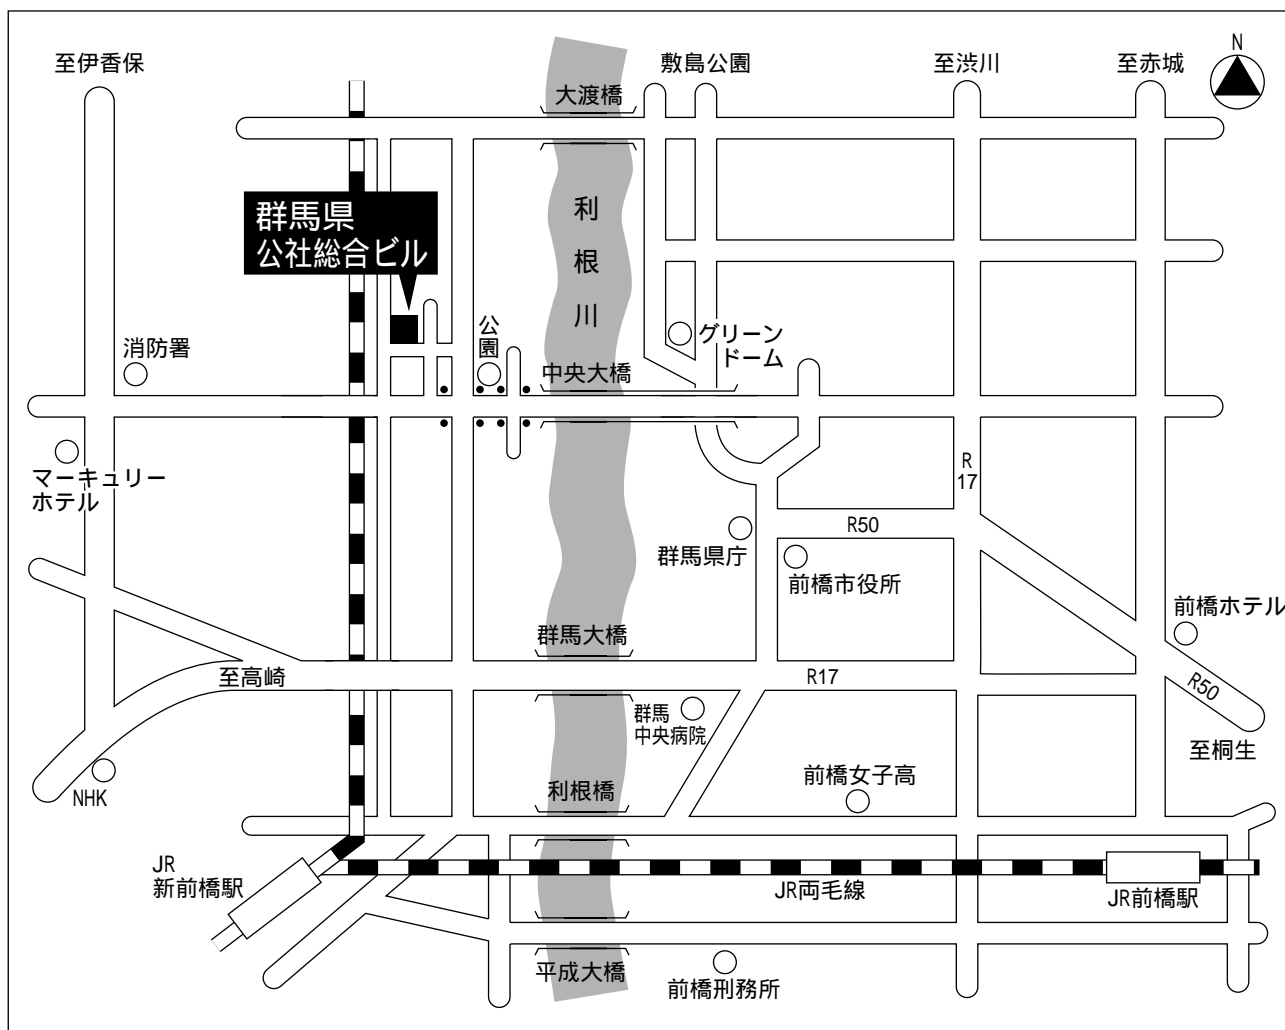 至伊香保
敷島公園
至渋川
至赤城
N
大渡橋
群馬県
公社総合ビル
利根川
消防署
公園
グリーン
ドーム
中央大橋
マーキュリー
ホテル
R
17
R50
群馬県庁
前橋市役所
前橋ホテル
群馬大橋
至高崎
R17
R50
群馬
中央病院
至桐生
NHK
利根橋
前橋女子高
JR
新前橋駅
JR両毛線
JR前橋駅
平成大橋
前橋刑務所